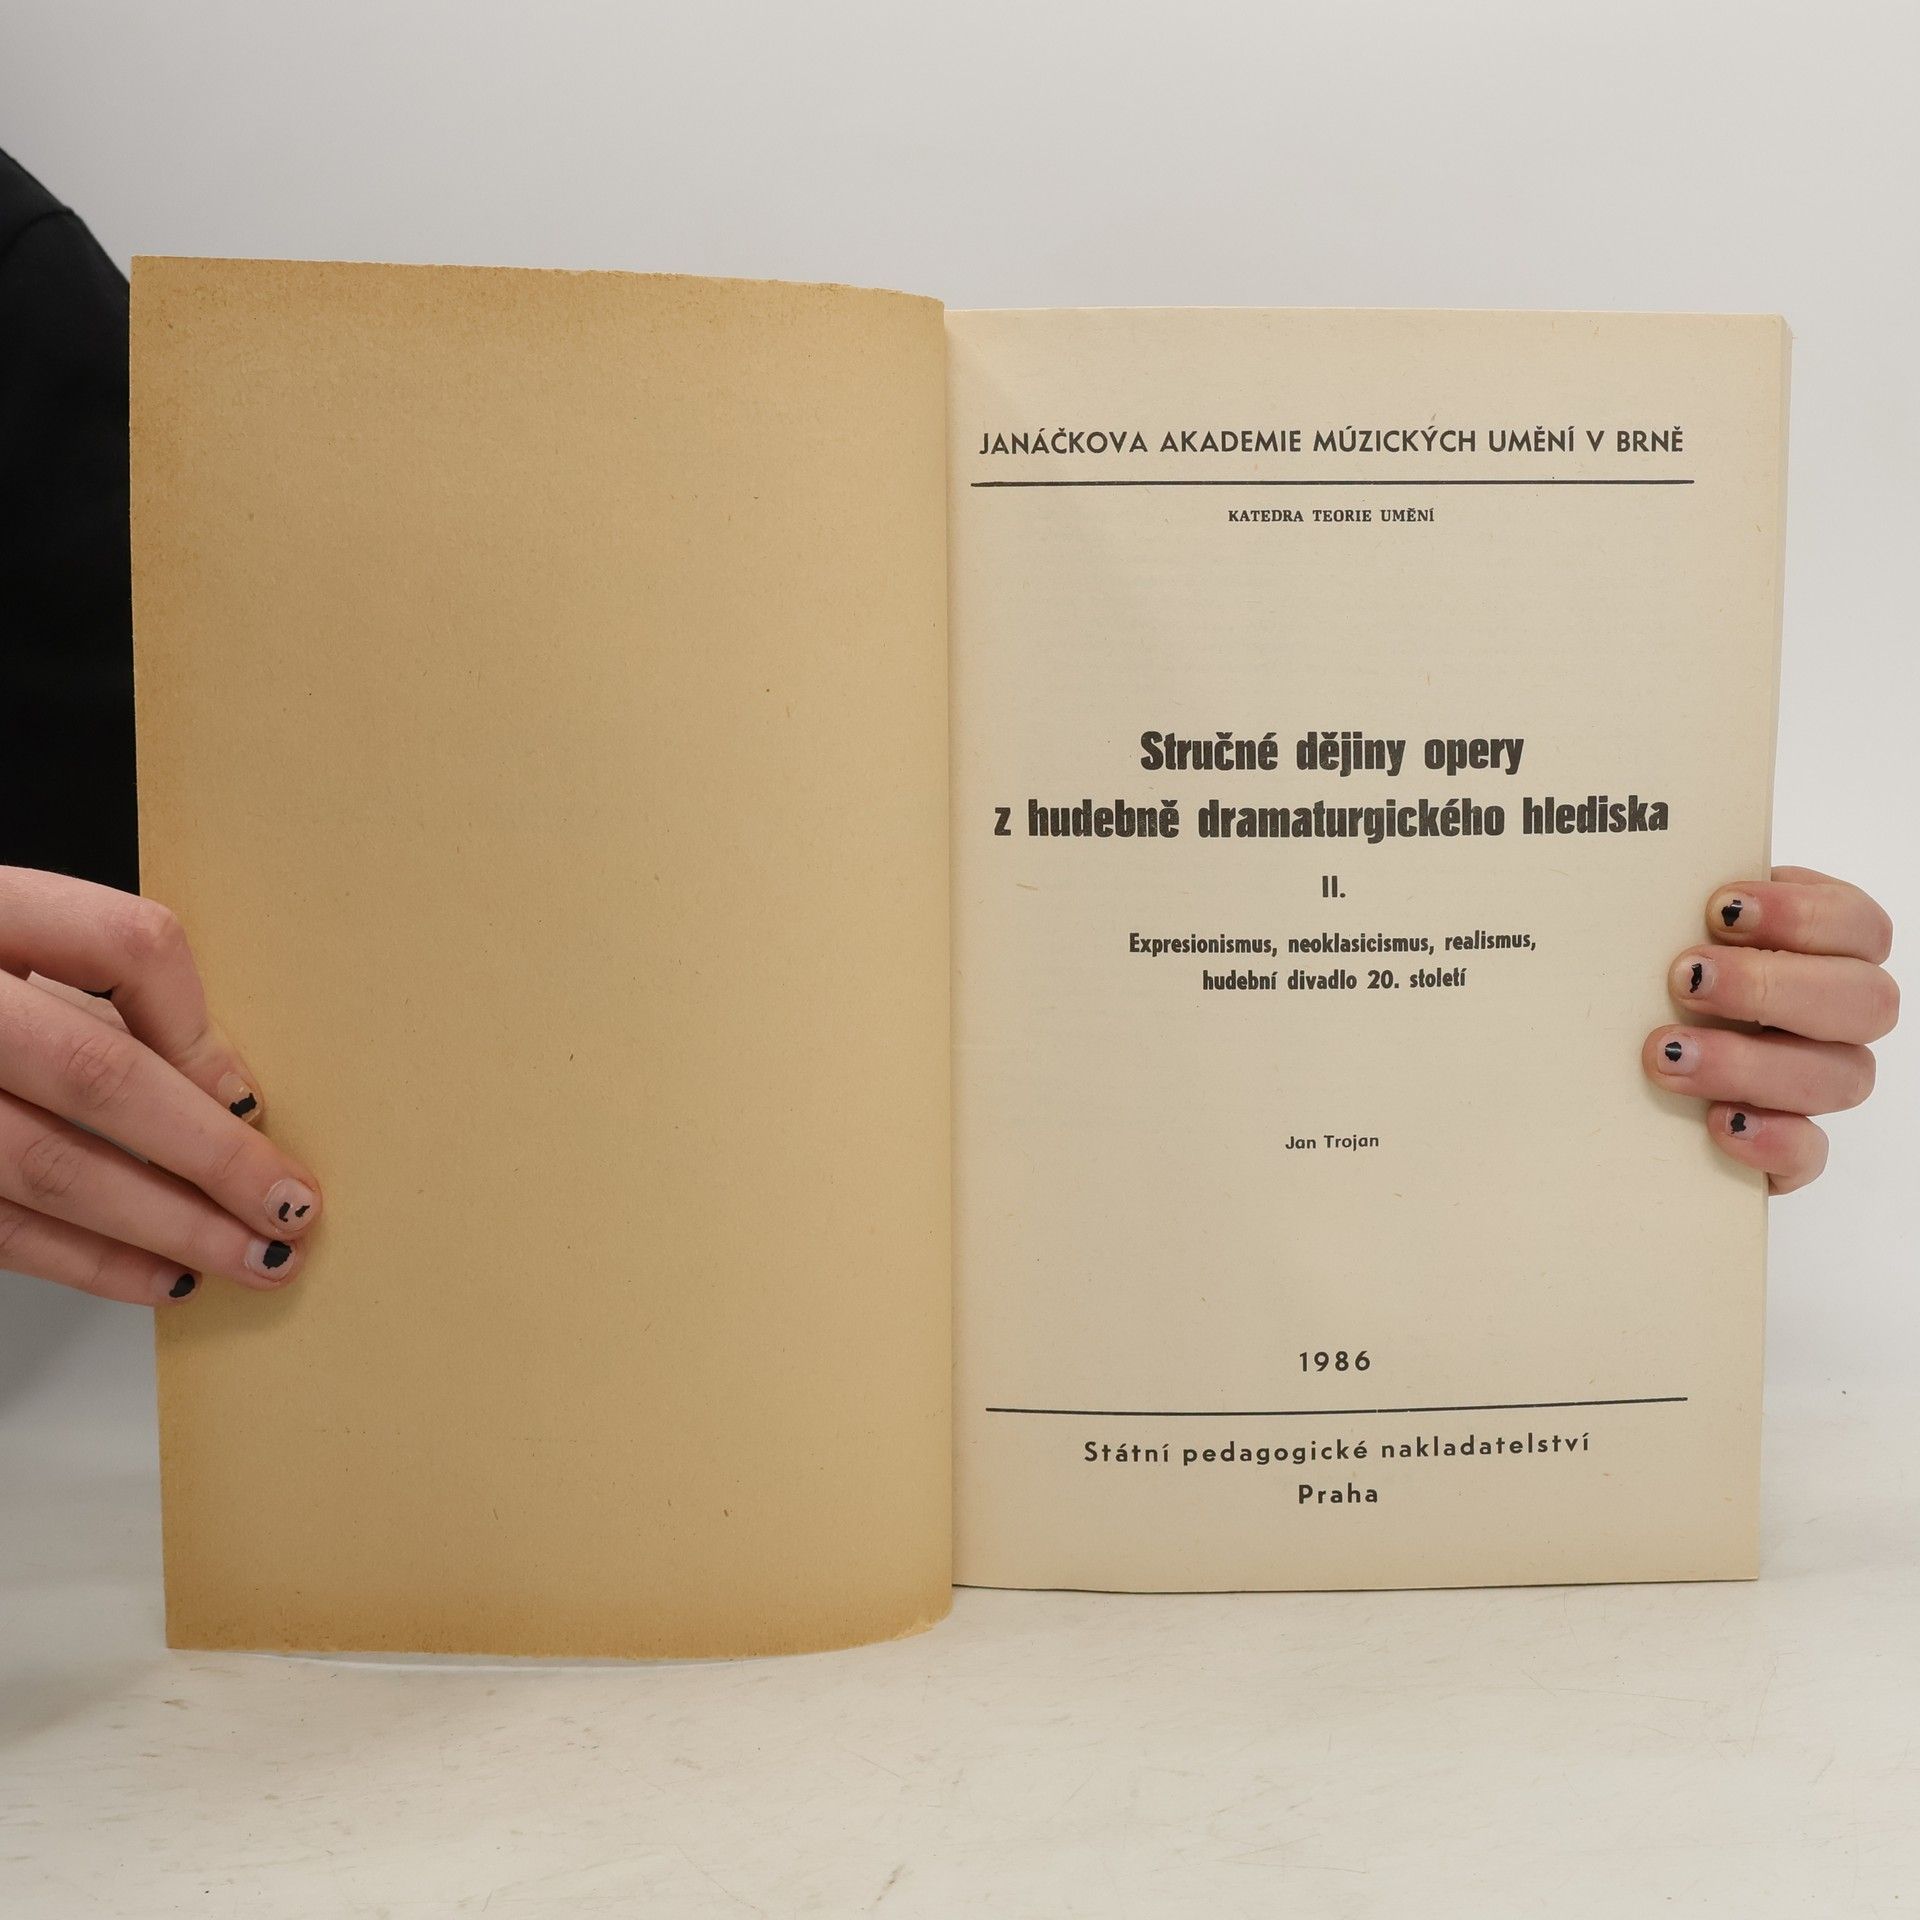 JANÁČKOVA AKADEMIE MÚZICKÝCH UMĚNÍ V BRNĚ
KATEDRA TEORIE UMĚNÍ
Stručné dějiny opery
z hudebně dramaturgického hlediska
II.
Expresionismus, neoklasicismus, realismus,
hudební divadlo 20. století
Jan Trojan
1986
Státní pedagogické nakladatelství
Praha